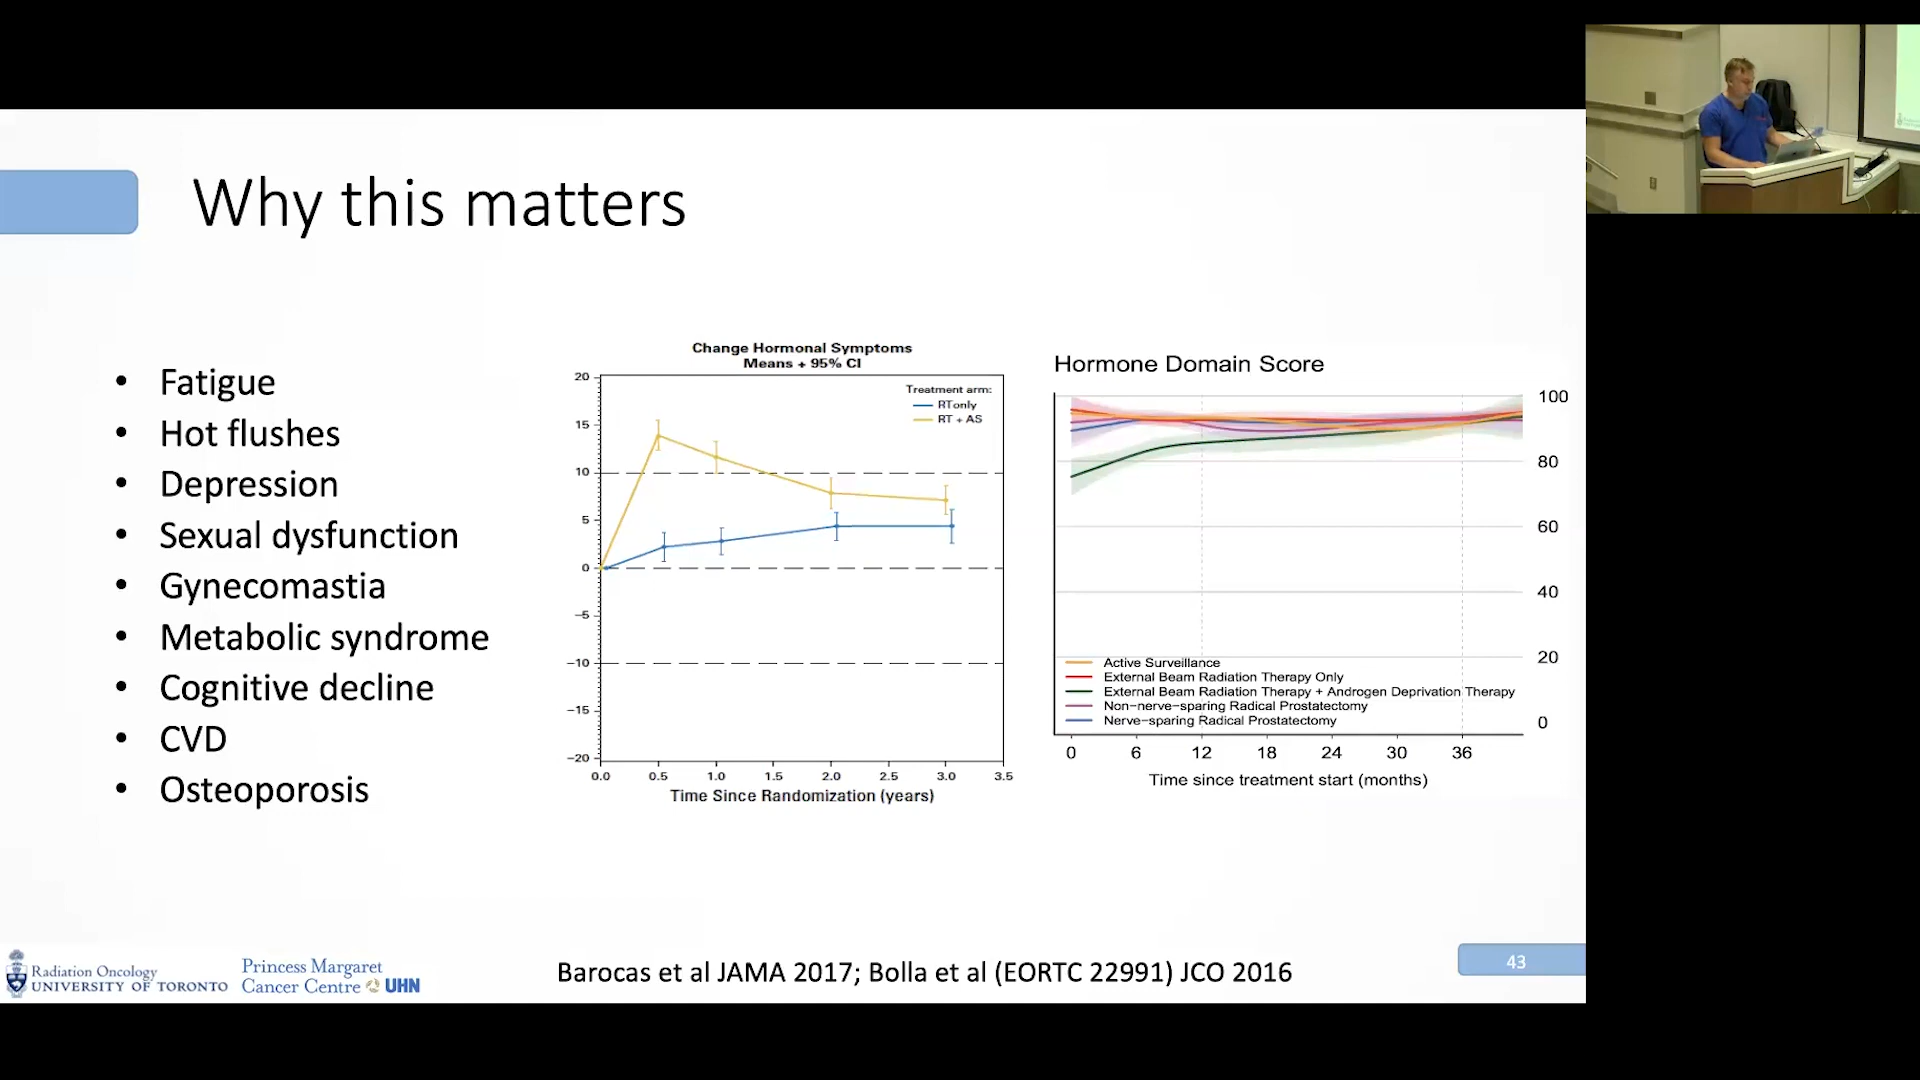 Why this matters
• Fatigue
• Hot flushes
• Depression
• Sexual dysfunction
• Gynecomastia
• Metabolic syndrome
• Cognitive decline
• CVD
• Osteoporosis
Change Hormonal Symptoms
Means + 95% CI
Treatment arm:
RT only
RT + AS
20
15
10
5
0
−5
−10
−15
−20
0.0 0.5 1.0 1.5 2.0 2.5 3.0 3.5
Time Since Randomization (years)
Hormone Domain Score
100
80
60
40
20
0
Active Surveillance
External Beam Radiation Therapy Only
External Beam Radiation Therapy + Androgen Deprivation Therapy
Non−nerve−sparing Radical Prostatectomy
Nerve−sparing Radical Prostatectomy
0 6 12 18 24 30 36
Time since treatment start (months)
Radiation Oncology
UNIVERSITY OF TORONTO
Princess Margaret
Cancer Centre UHN
Barocas et al JAMA 2017; Bolla et al (EORTC 22991) JCO 2016
43